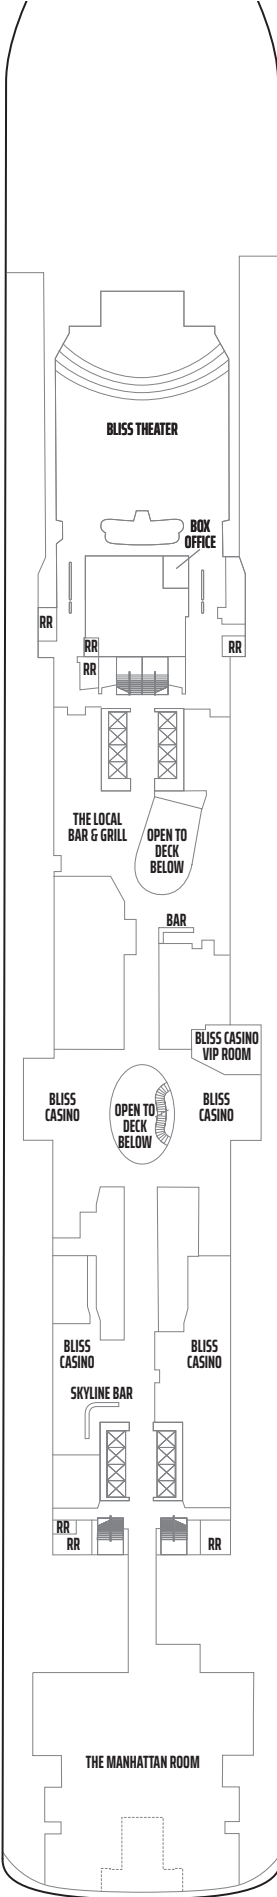 BLISS THEATER
BOX
OFFICE
RR
RR
RR
RR
THE LOCAL
BAR & GRILL
OPEN TO
DECK
BELOW
BAR
BLISS CASINO
VIP ROOM
BLISS
CASINO
OPEN TO
DECK
BELOW
BLISS
CASINO
BLISS
CASINO
BLISS
CASINO
SKYLINE BAR
RR
RR
RR
THE MANHATTAN ROOM